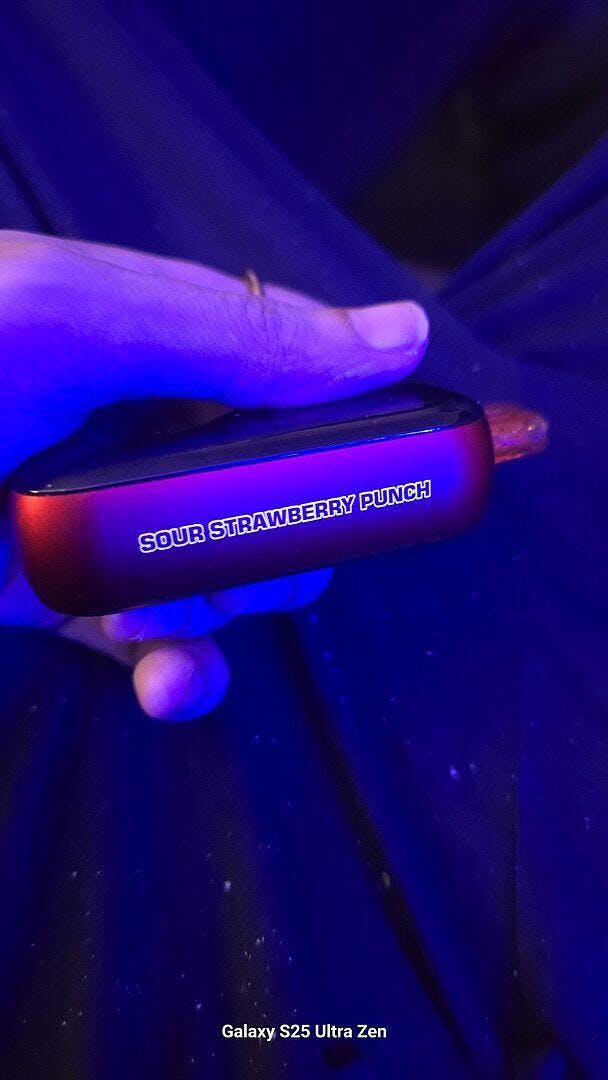 SOUR STRAWBERRY PUNCH
Galaxy S25 Ultra Zen